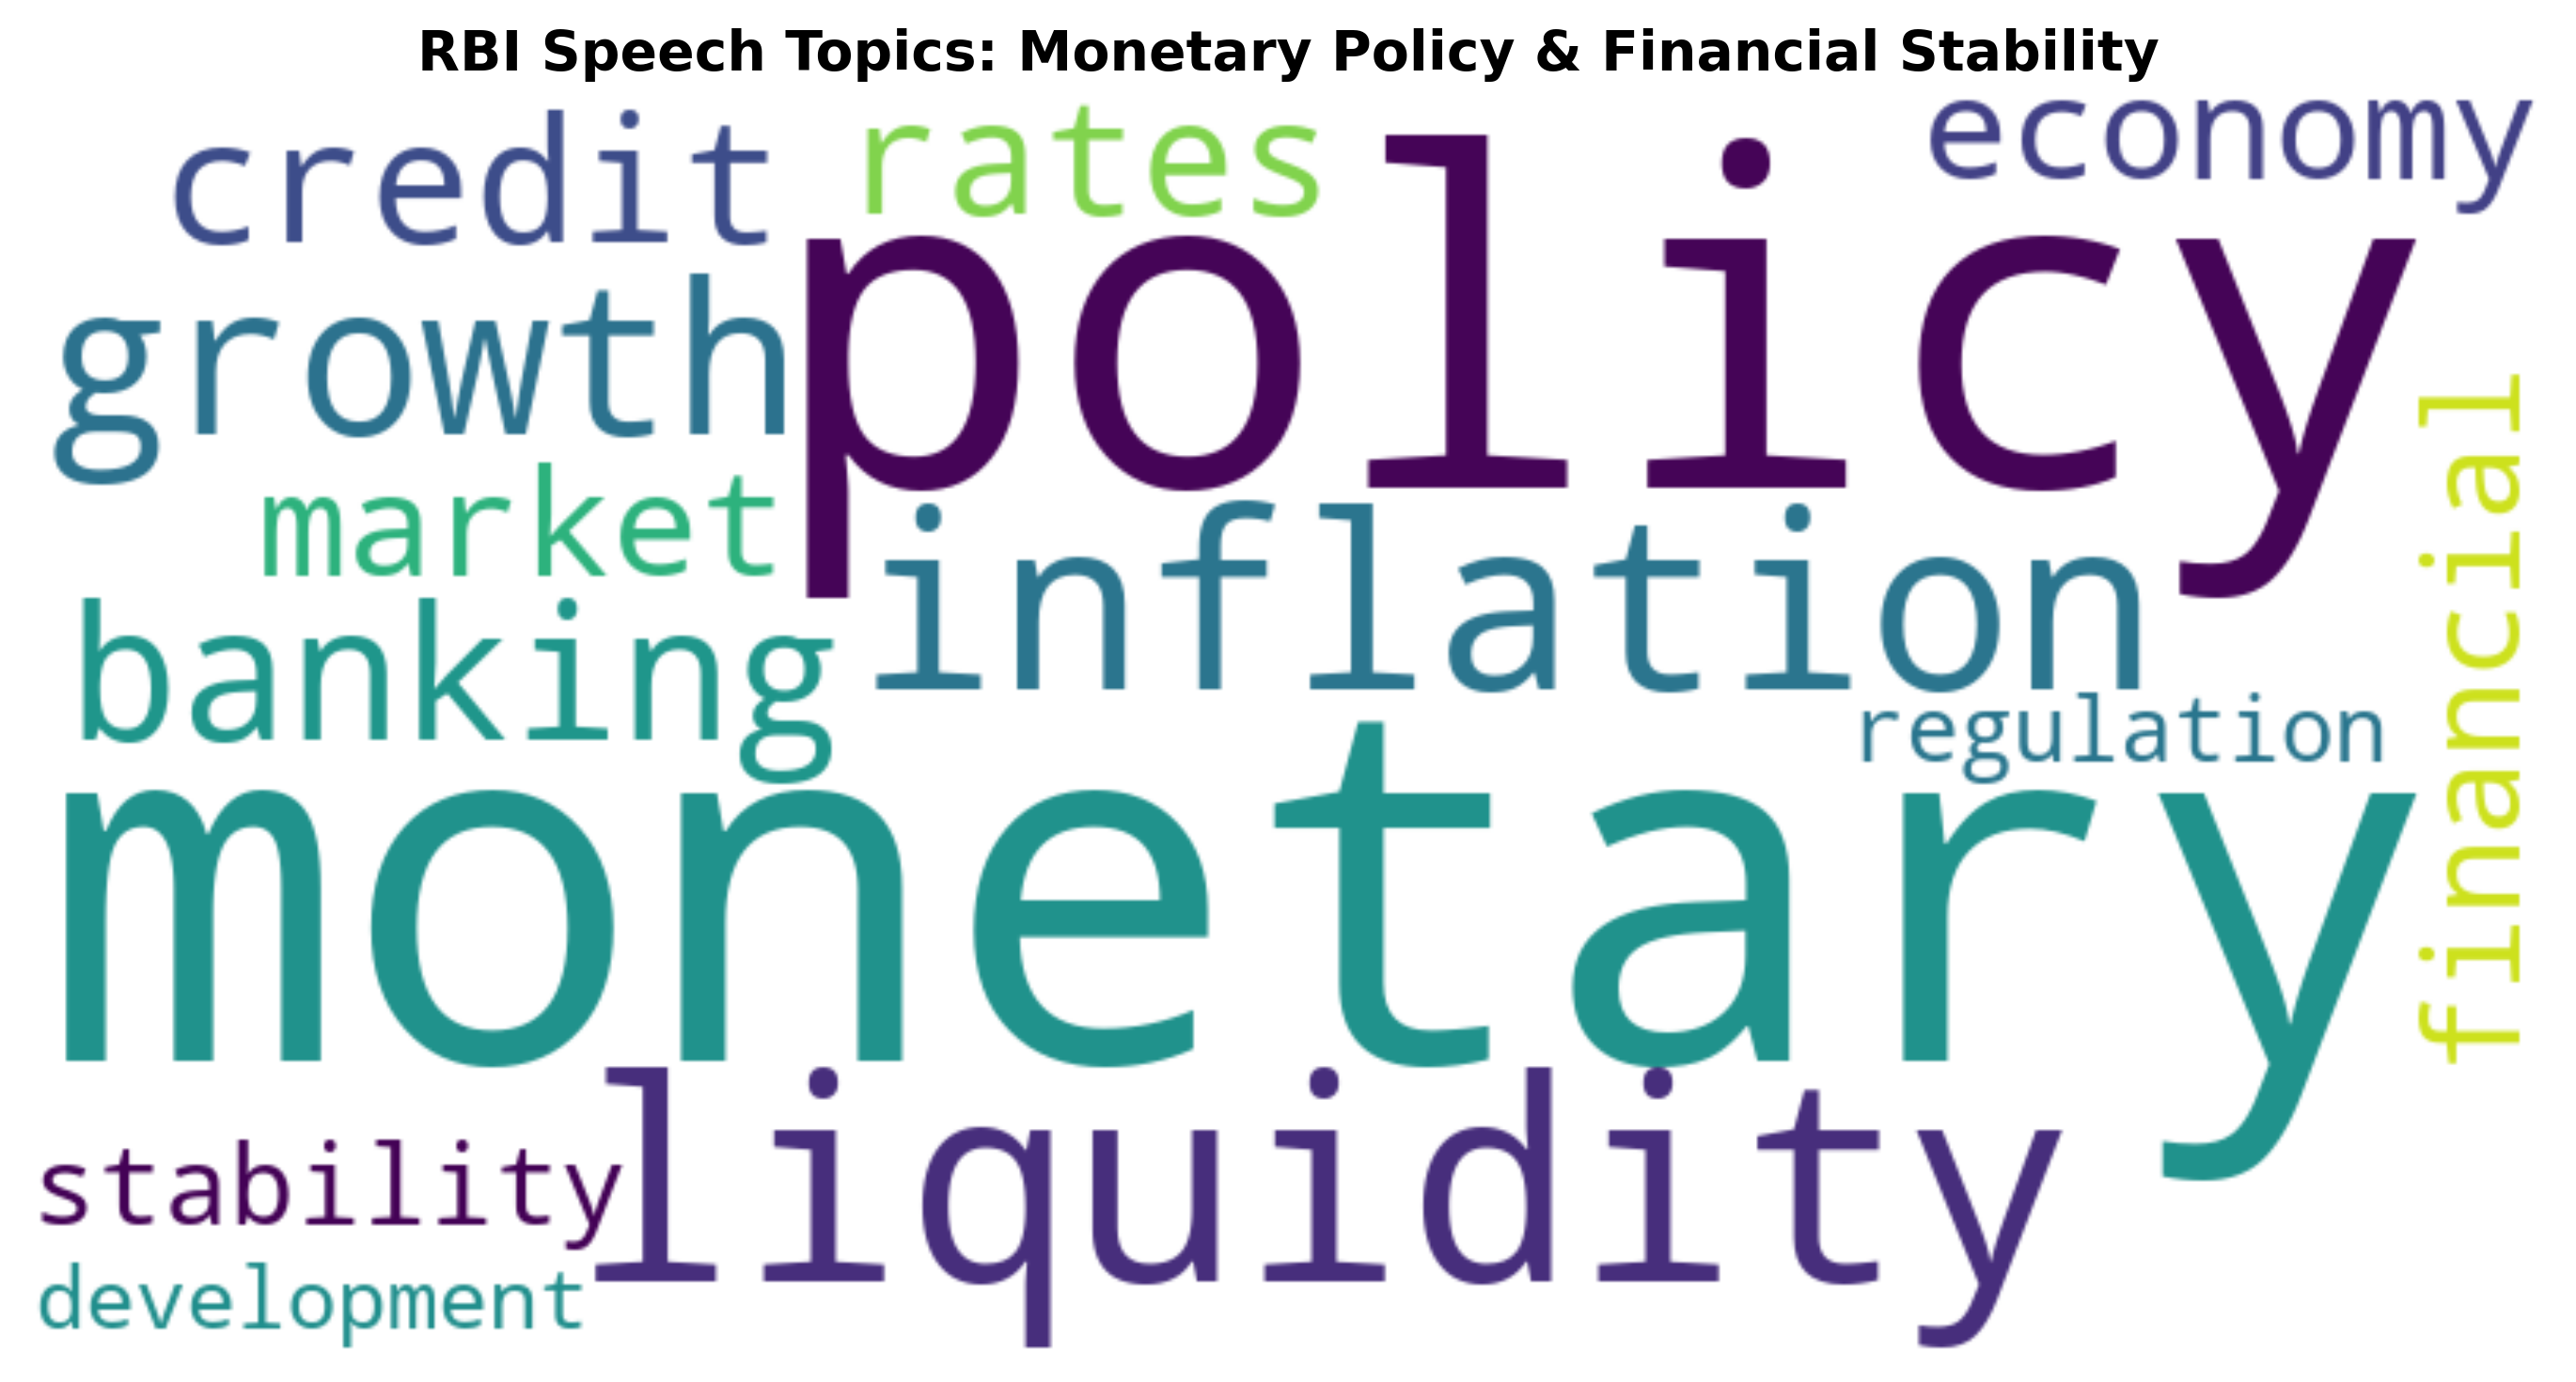 RBI Speech Topics: Monetary Policy & Financial Stability
credit
rates
economy
policy
growth
market
inflation
financial
banking
regulation
monetary
liquidity
stability
development